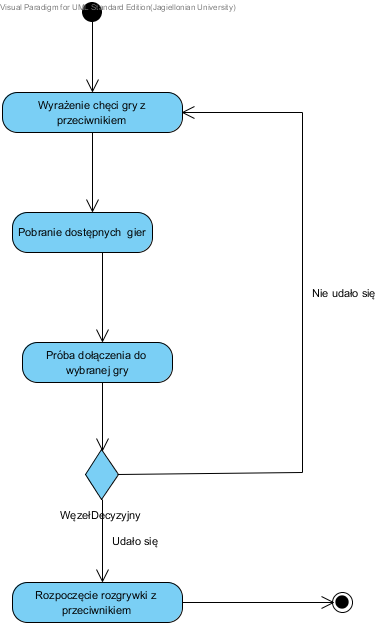 Visual Paradigm for UML Standard Edition(Jagiellonian University)
Wyrażenie chęci gry z
przeciwnikiem
Pobranie dostępnych gier
Nie udało się
Próba dołączenia do
wybranej gry
WęzełDecyzyjny
Udało się
Rozpoczęcie rozgrywki z
przeciwnikiem